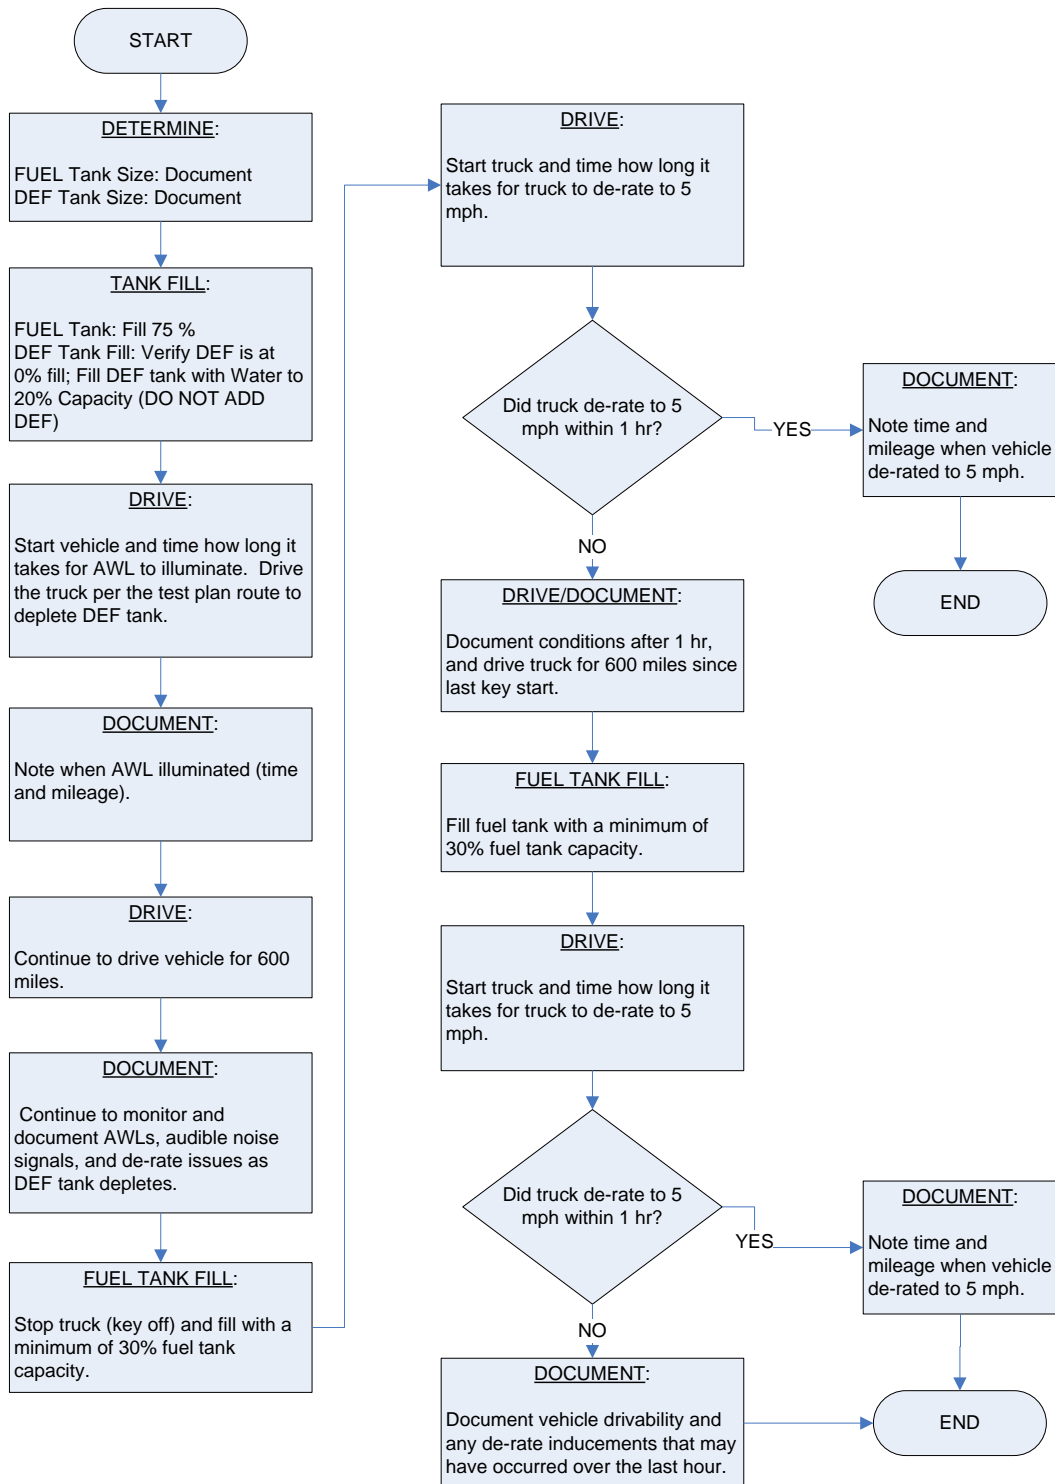 START
DETERMINE:
FUEL Tank Size: Document
DEF Tank Size: Document
TANK FILL:
FUEL Tank: Fill 75 %
DEF Tank Fill: Verify DEF is at
0% fill; Fill DEF tank with Water to
20% Capacity (DO NOT ADD
DEF)
DRIVE:
Start vehicle and time how long it
takes for AWL to illuminate.  Drive
the truck per the test plan route to
deplete DEF tank.
DOCUMENT:
Note when AWL illuminated (time
and mileage).
DRIVE:
Continue to drive vehicle for 600
miles.
DOCUMENT:
Continue to monitor and
document AWLs, audible noise
signals, and de-rate issues as
DEF tank depletes.
FUEL TANK FILL:
Stop truck (key off) and fill with a
minimum of 30% fuel tank
capacity.
DRIVE:
Start truck and time how long it
takes for truck to de-rate to 5
mph.
Did truck de-rate to 5
mph within 1 hr?
YES
DOCUMENT:
Note time and
mileage when vehicle
de-rated to 5 mph.
END
NO
DRIVE/DOCUMENT:
Document conditions after 1 hr,
and drive truck for 600 miles since
last key start.
FUEL TANK FILL:
Fill fuel tank with a minimum of
30% fuel tank capacity.
DRIVE:
Start truck and time how long it
takes for truck to de-rate to 5
mph.
Did truck de-rate to 5
mph within 1 hr?
YES
DOCUMENT:
Note time and
mileage when vehicle
de-rated to 5 mph.
NO
DOCUMENT:
Document vehicle drivability and
any de-rate inducements that may
have occurred over the last hour.
END